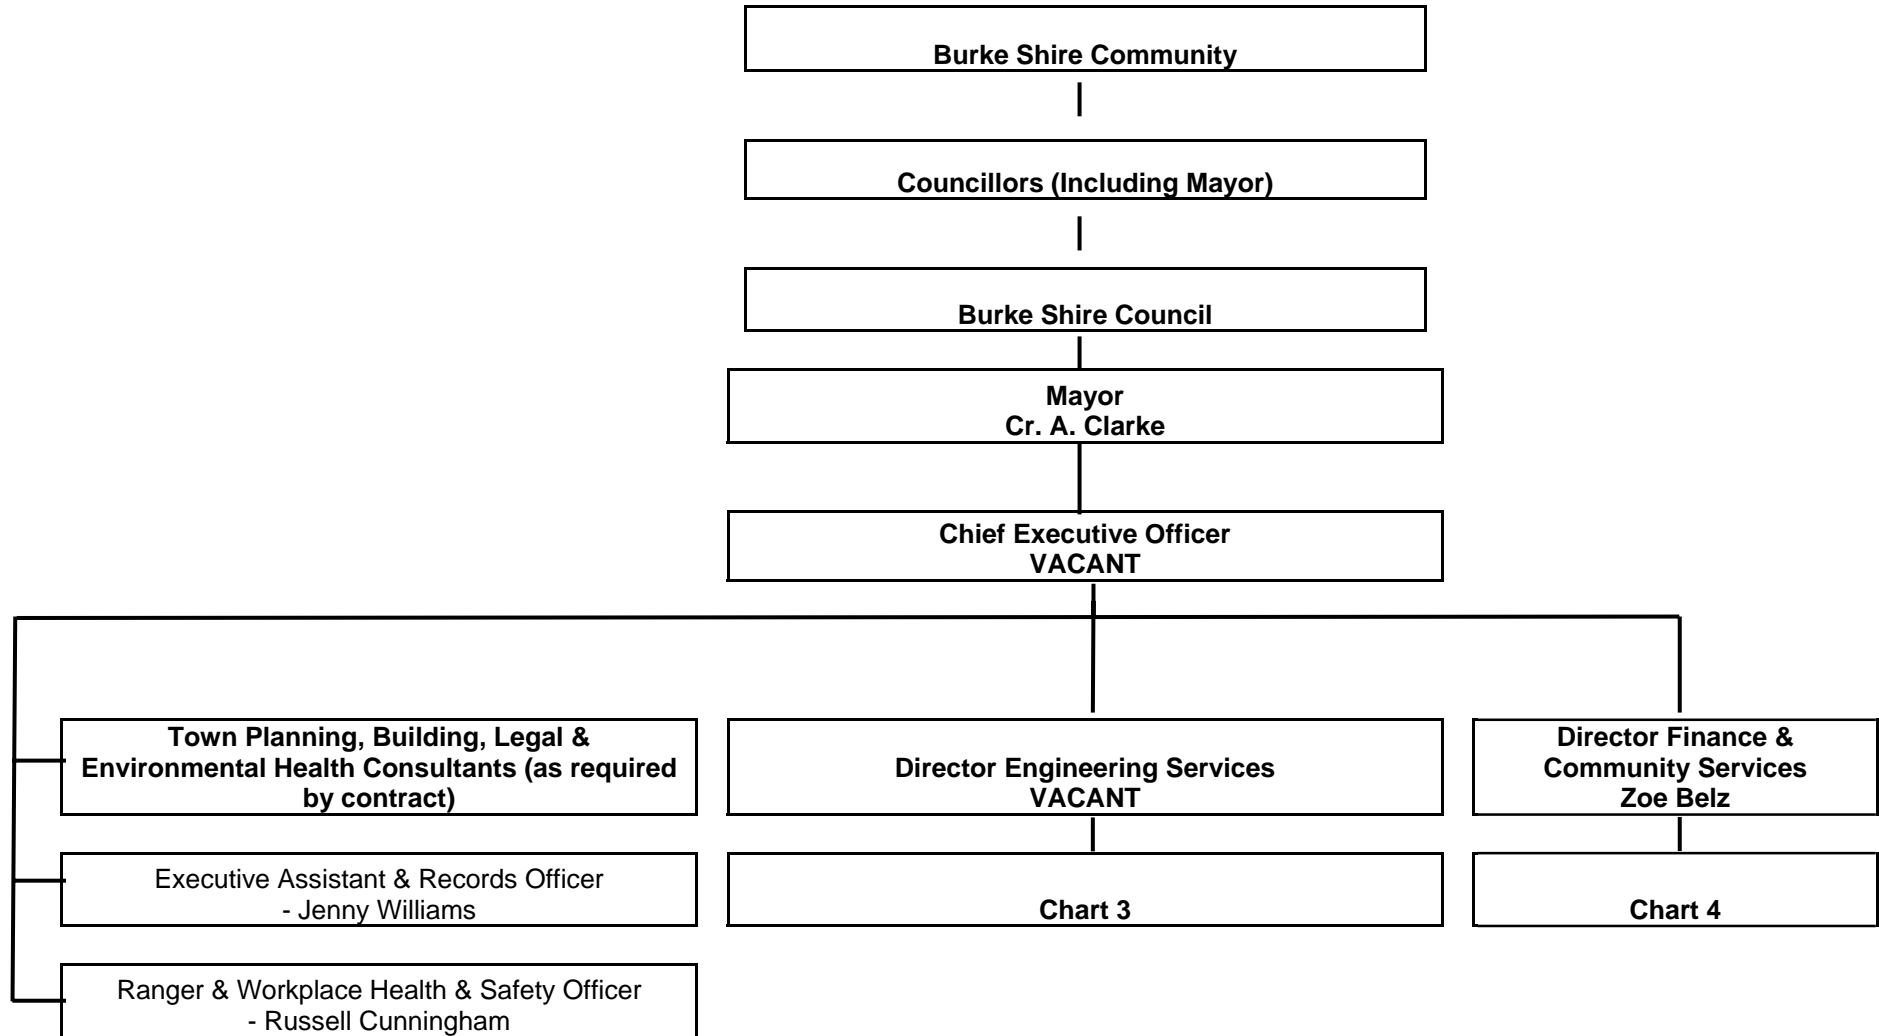 Burke Shire Community
Councillors (Including Mayor)
Burke Shire Council
Mayor
Cr. A. Clarke
Chief Executive Officer
VACANT
Town Planning, Building, Legal &
Environmental Health Consultants (as required
by contract)
Director Engineering Services
VACANT
Director Finance &
Community Services
Zoe Belz
Executive Assistant & Records Officer
- Jenny Williams
Chart 3
Chart 4
Ranger & Workplace Health & Safety Officer
- Russell Cunningham